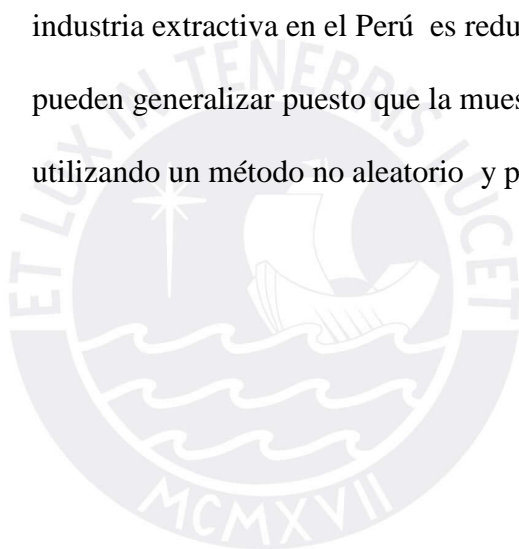 industria extractiva en el Perú es redu
pueden generalizar puesto que la mues
utilizando un método no aleatorio y p
ET LUX IN TENEBRIS LUCET
MCMXVII